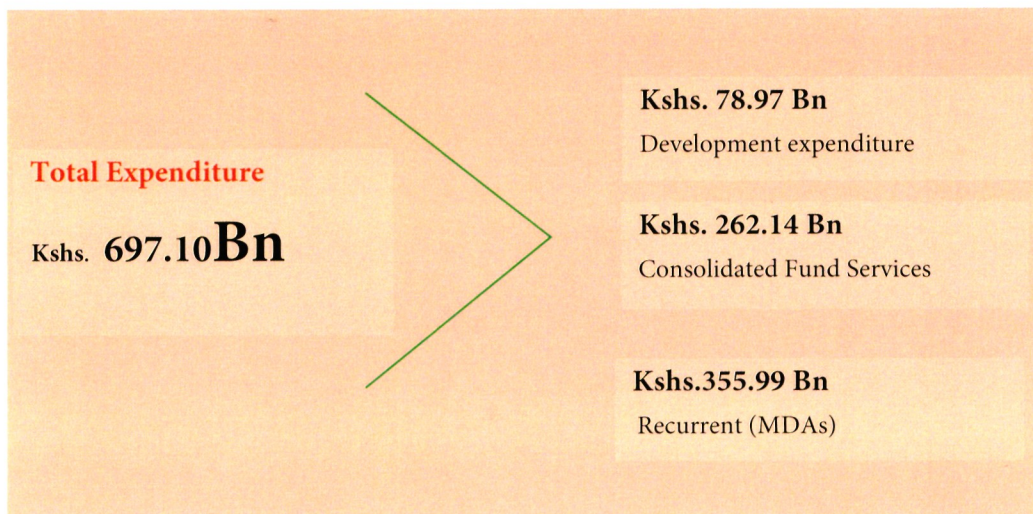 Total Expenditure
Kshs. 697.10Bn
Kshs. 78.97 Bn
Development expenditure
Kshs. 262.14 Bn
Consolidated Fund Services
Kshs.355.99 Bn
Recurrent (MDAs)